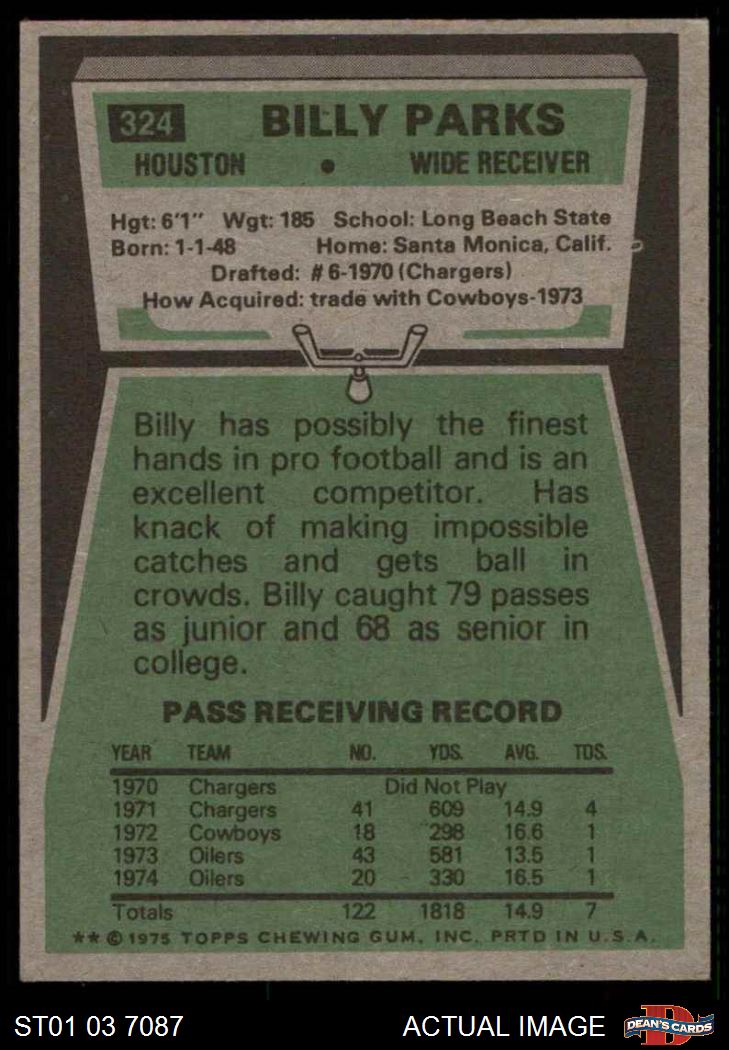 324 BILLY PARKS
HOUSTON • WIDE RECEIVER
Hgt: 6'1" Wgt: 185 School: Long Beach State
Born: 1-1-48 Home: Santa Monica, Calif.
Drafted: #6-1970 (Chargers)
How Acquired: trade with Cowboys-1973
Billy has possibly the finest
hands in pro football and is an
excellent competitor. Has
knack of making impossible
catches and gets ball in
crowds. Billy caught 79 passes
as junior and 68 as senior in
college.
PASS RECEIVING RECORD
YEAR TEAM NO. YDS. AVG. TDS.
1970 Chargers Did Not Play
1971 Chargers 41 609 14.9 4
1972 Cowboys 18 298 16.6 1
1973 Oilers 43 581 13.5 1
1974 Oilers 20 330 16.5 1
Totals 122 1818 14.9 7
** © 1975 TOPPS CHEWING GUM, INC. PRTD IN U.S.A.
ST01 03 7087 ACTUAL IMAGE D DEAN'S CARDS